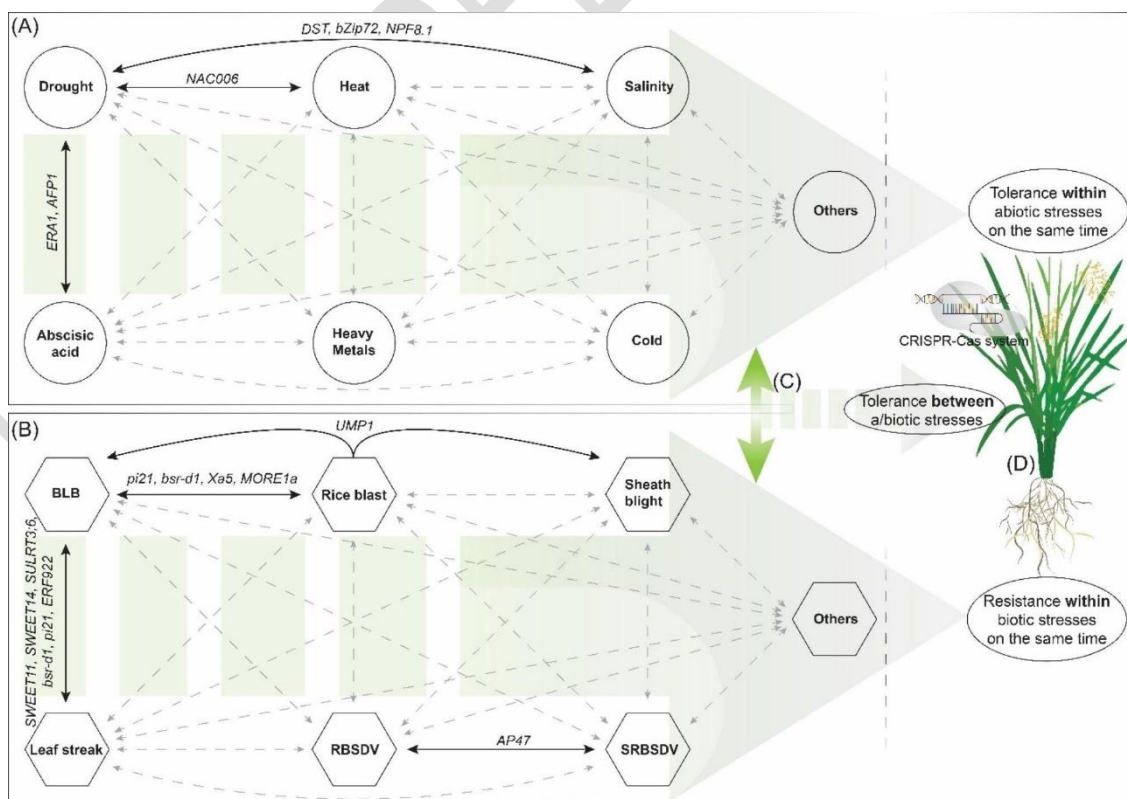 (A)
DST, bZip72, NPF8.1
Drought
NAC006
Heat
Salinity
ERA1, AFP1
Others
Tolerance within
abiotic stresses
on the same time
Abscisic
acid
Heavy
Metals
Cold
CRISPR-Cas system
(C)
Tolerance between
a/biotic stresses
(B)
UMP1
BLB
pi21, bsr-d1, Xa5, MORE1a
Rice blast
Sheath
blight
(D)
SWEET11, SWEET14, SULRT3;6,
bsr-d1, pi21, ERF922
Others
Resistance within
biotic stresses
on the same time
Leaf streak
RBSDV
AP47
SRBSDV